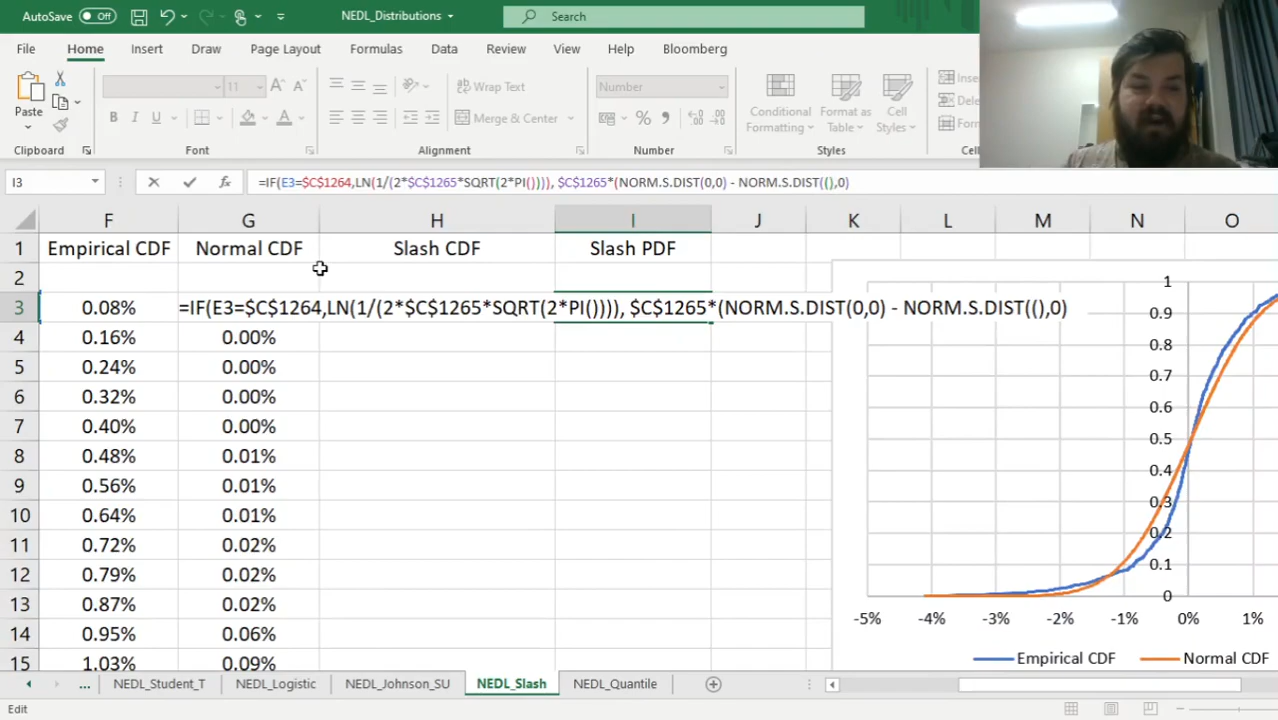 AutoSave Off NEDL_Distributions Search
File Home Insert Draw Page Layout Formulas Data Review View Help Bloomberg
Paste 11 A A B I U A ab Wrap Text Merge & Center Number % Conditional Formatting Format as Table Cell Styles
Clipboard Font Alignment Number Styles
I3 fx =IF(E3=$C$1264,LN(1/(2*$C$1265*SQRT(2*PI()))), $C$1265*(NORM.S.DIST(0,0) - NORM.S.DIST((),0)
F G H I J K L M N O
1 Empirical CDF Normal CDF Slash CDF Slash PDF
2
3 0.08% =IF(E3=$C$1264,LN(1/(2*$C$1265*SQRT(2*PI()))), $C$1265*(NORM.S.DIST(0,0) - NORM.S.DIST((),0)
4 0.16% 0.00%
5 0.24% 0.00%
6 0.32% 0.00%
7 0.40% 0.00%
8 0.48% 0.01%
9 0.56% 0.01%
10 0.64% 0.01%
11 0.72% 0.02%
12 0.79% 0.02%
13 0.87% 0.02%
14 0.95% 0.06%
15 1.03% 0.09%
1
0.9
0.8
0.7
0.6
0.5
0.4
0.3
0.2
0.1
0
-5% -4% -3% -2% -1% 0% 1%
Empirical CDF Normal CDF
... NEDL_Student_T NEDL_Logistic NEDL_Johnson_SU NEDL_Slash NEDL_Quantile
Edit